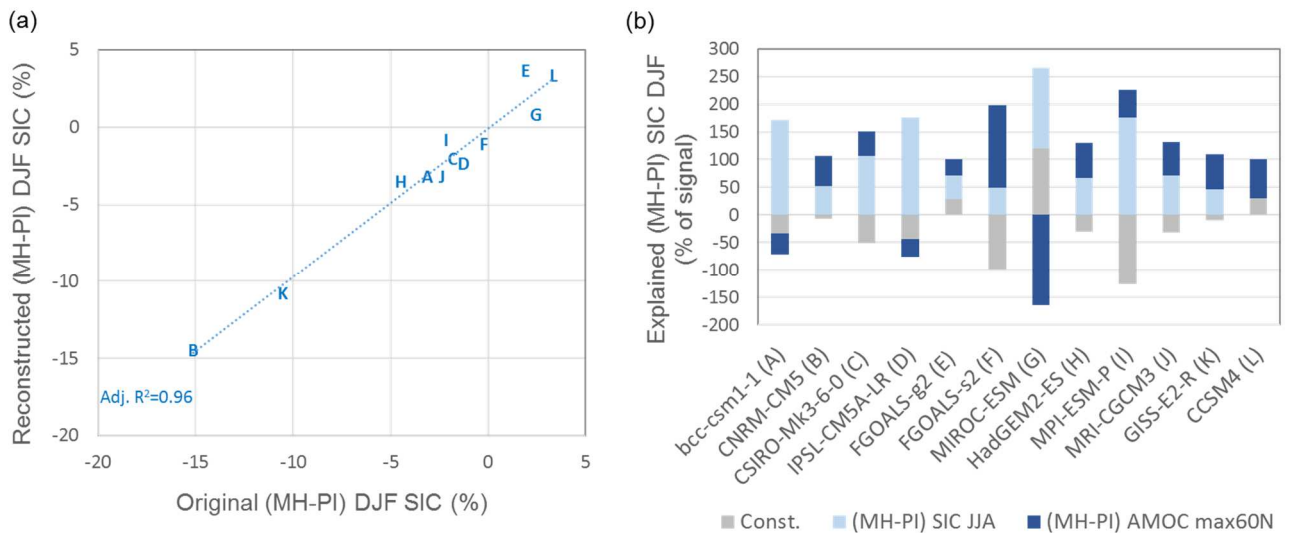 (a)
5
0
-5
-10
-15
-20
-20 -15 -10 -5 0 5
Reconstructed (MH-PI) DJF SIC (%)
Original (MH-PI) DJF SIC (%)
E
L
G
I
F
C
D
H
A
J
K
B
Adj. R²=0.96
(b)
300
250
200
150
100
50
0
-50
-100
-150
-200
Explained (MH-PI) SIC DJF
(% of signal)
bcc-csm1-1 (A)
CNRM-CM5 (B)
CSIRO-Mk3-6-0 (C)
IPSL-CM5A-LR (D)
FGOALS-g2 (E)
FGOALS-s2 (F)
MIROC-ESM (G)
HadGEM2-ES (H)
MPI-ESM-P (I)
MRI-CGCM3 (J)
GISS-E2-R (K)
CCSM4 (L)
Const. (MH-PI) SIC JJA (MH-PI) AMOC max60N